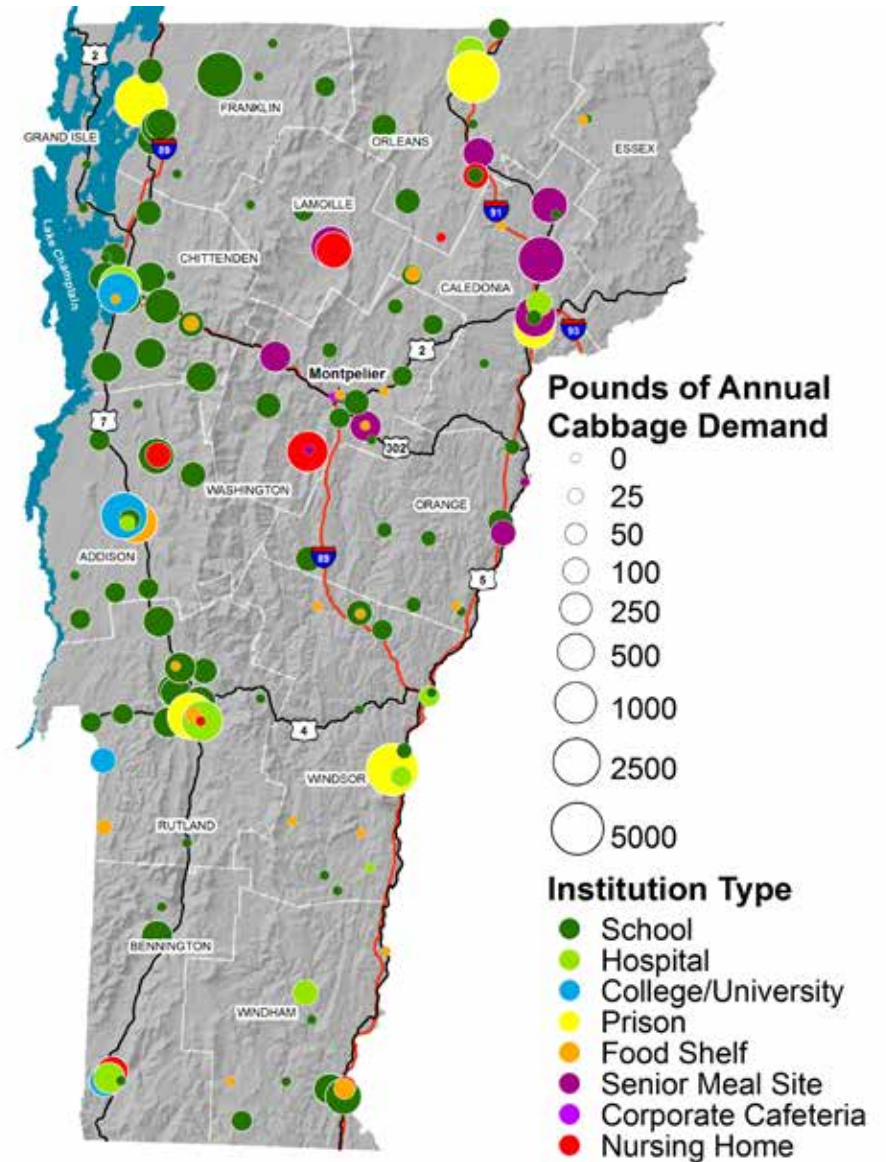 2
FRANKLIN
GRAND ISLE
89
ORLEANS
ESSEX
LAMOILLE
91
Lake Champlain
CHITTENDEN
CALEDONIA
93
2
Montpelier
7
302
WASHINGTON
ORANGE
89
ADDISON
5
4
WINDSOR
RUTLAND
BENNINGTON
WINDHAM
Pounds of Annual
Cabbage Demand
0
25
50
100
250
500
1000
2500
5000
Institution Type
School
Hospital
College/University
Prison
Food Shelf
Senior Meal Site
Corporate Cafeteria
Nursing Home